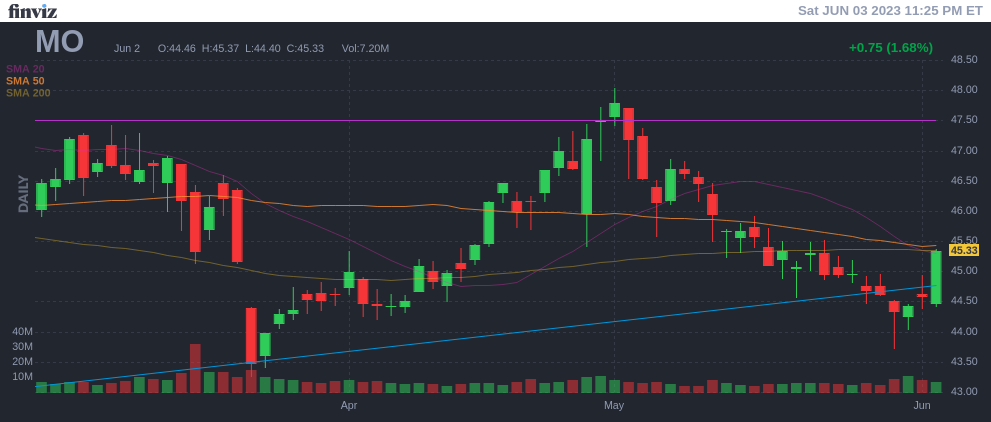 finviz
Sat JUN 03 2023 11:25 PM ET
MO
Jun 2 O:44.46 H:45.37 L:44.40 C:45.33 Vol:7.20M
+0.75 (1.68%)
SMA 20
SMA 50
SMA 200
DAILY
48.50
48.00
47.50
47.00
46.50
46.00
45.50
45.33
45.00
44.50
44.00
43.50
43.00
40M
30M
20M
10M
Apr May Jun